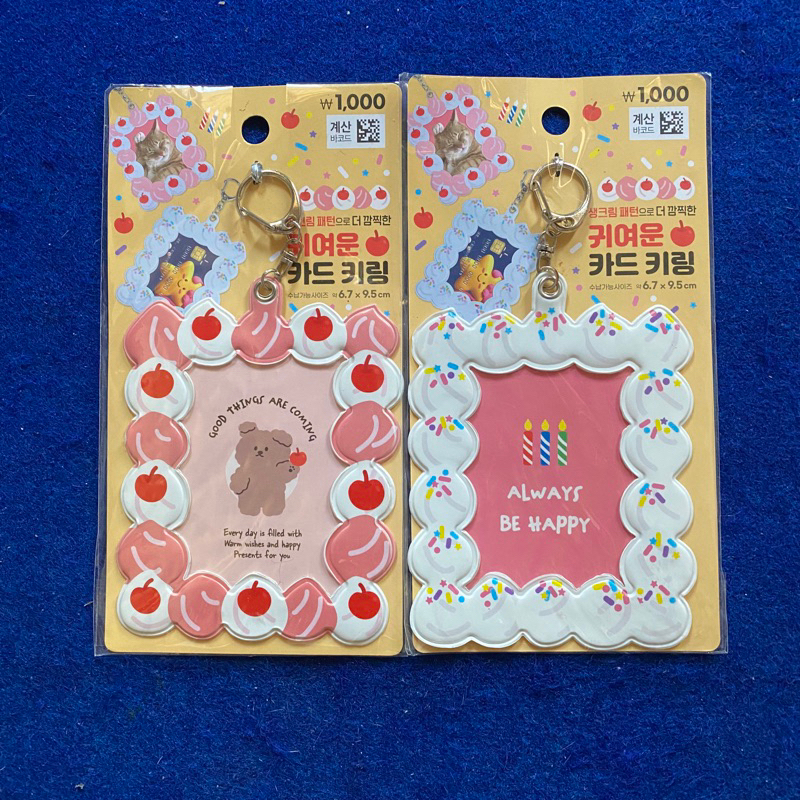 ₩1,000
계산
바코드
크림 패턴으로 더 깜찍한
귀여운
카드 키링
수납가능사이즈 약 6.7 x 9.5cm
GOOD THINGS ARE COMING
Every day is filled with
Warm wishes and happy
Presents for you
₩1,000
계산
바코드
생크림 패턴으로 더 깜찍한
귀여운
카드 키링
수납가능사이즈 약 6.7 x 9.5cm
ALWAYS
BE HAPPY